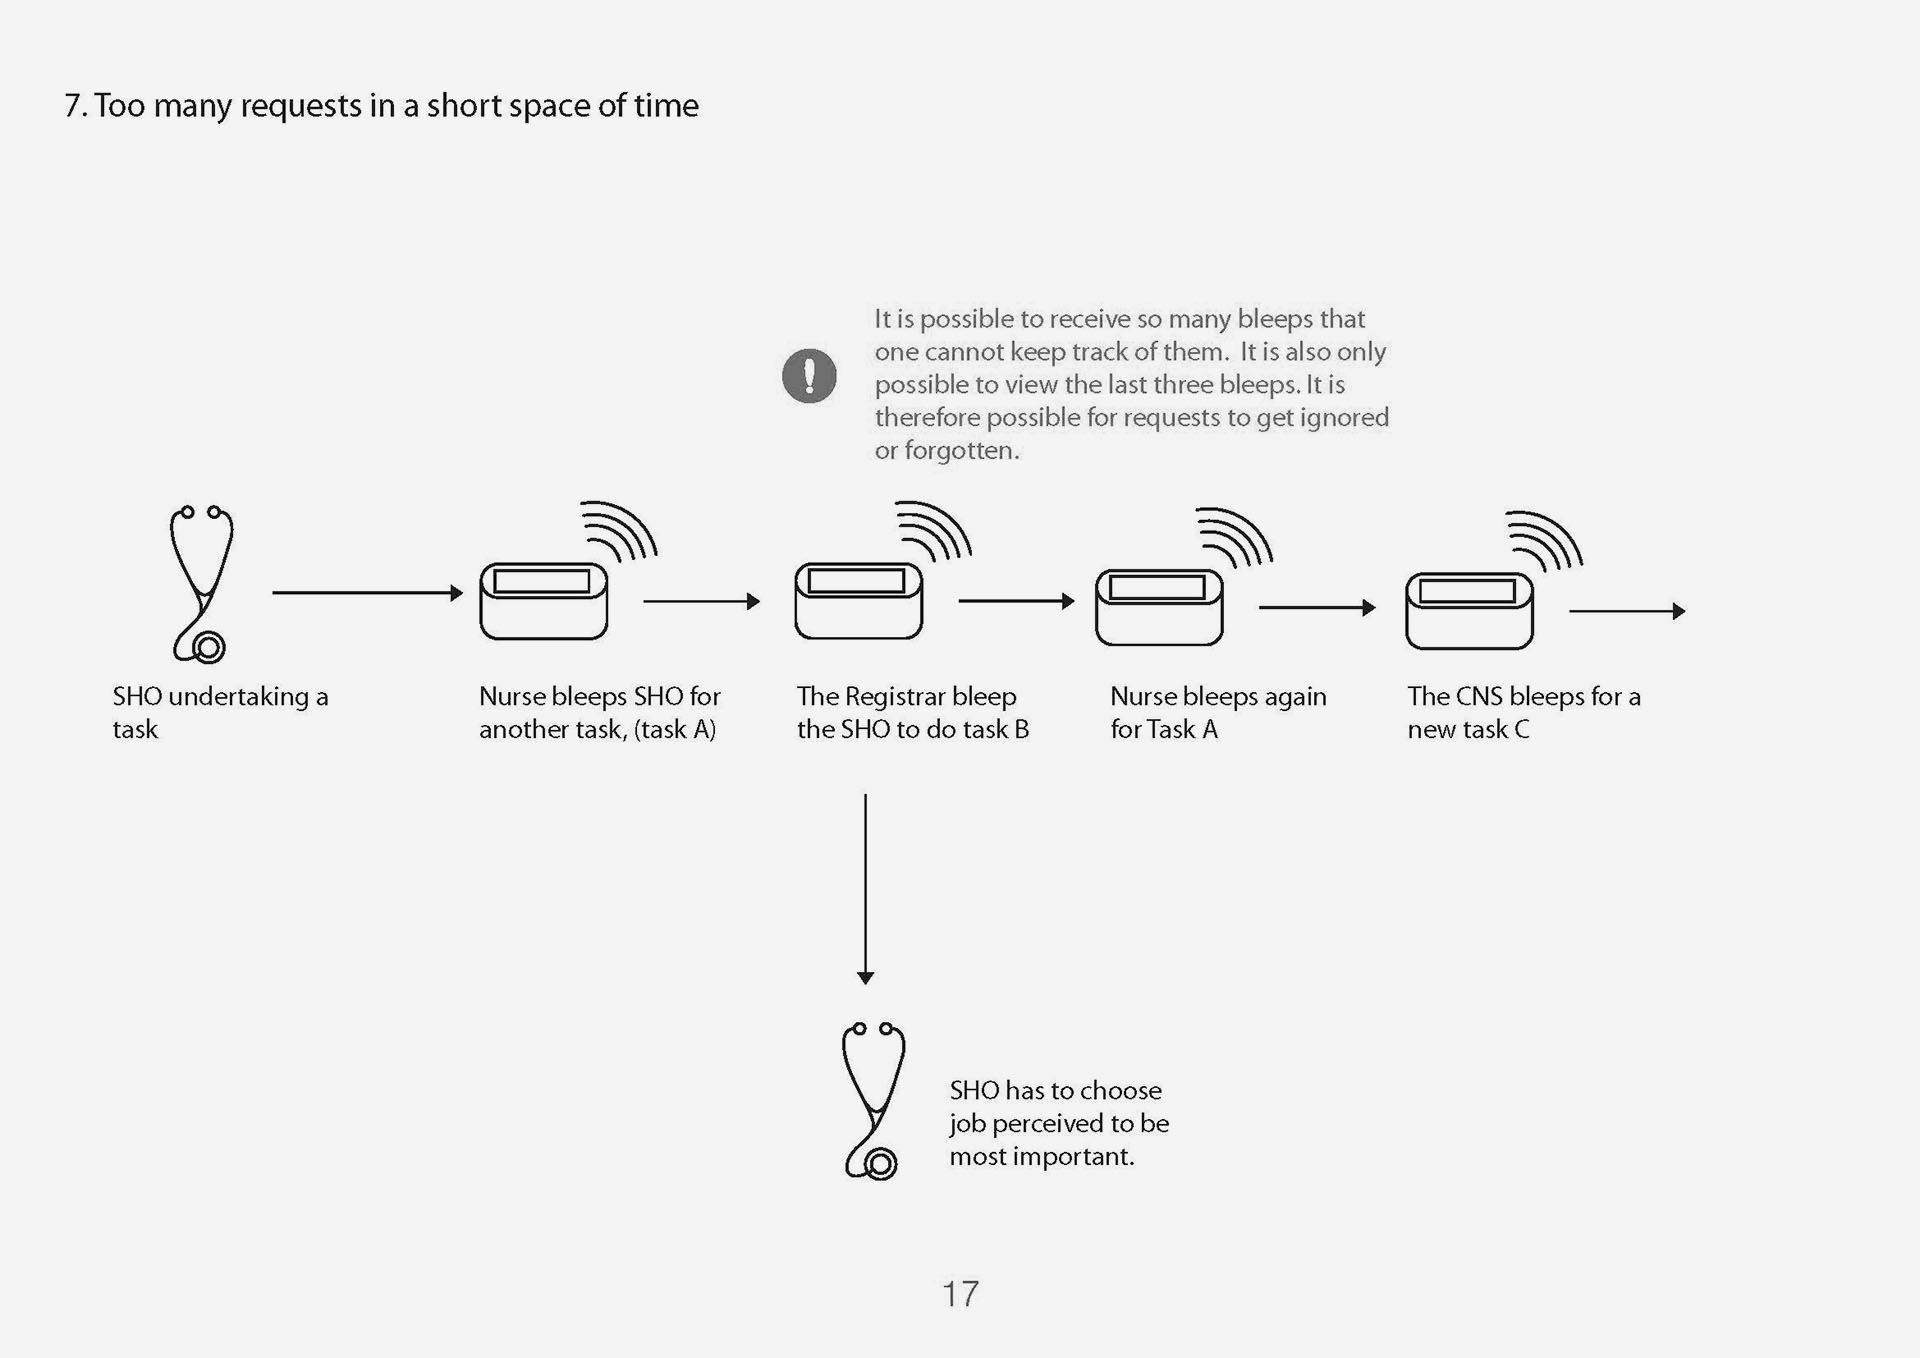 7. Too many requests in a short space of time
It is possible to receive so many bleeps that
one cannot keep track of them.  It is also only
possible to view the last three bleeps. It is
therefore possible for requests to get ignored
or forgotten.
SHO undertaking a
task
Nurse bleeps SHO for
another task, (task A)
The Registrar bleep
the SHO to do task B
Nurse bleeps again
for Task A
The CNS bleeps for a
new task C
SHO has to choose
job perceived to be
most important.
17